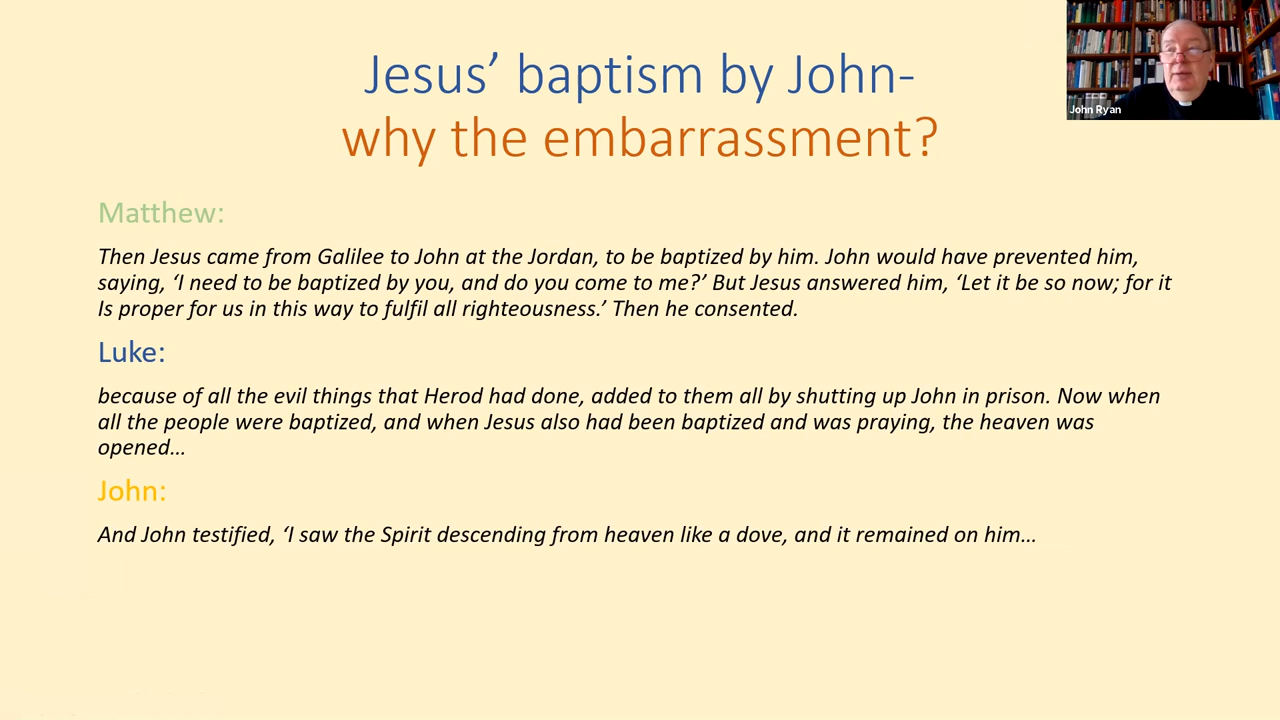 Jesus’ baptism by John-
why the embarrassment?
John Ryan
Matthew:
Then Jesus came from Galilee to John at the Jordan, to be baptized by him. John would have prevented him,
saying, ‘I need to be baptized by you, and do you come to me?’ But Jesus answered him, ‘Let it be so now; for it
Is proper for us in this way to fulfil all righteousness.’ Then he consented.
Luke:
because of all the evil things that Herod had done, added to them all by shutting up John in prison. Now when
all the people were baptized, and when Jesus also had been baptized and was praying, the heaven was
opened…
John:
And John testified, ‘I saw the Spirit descending from heaven like a dove, and it remained on him…